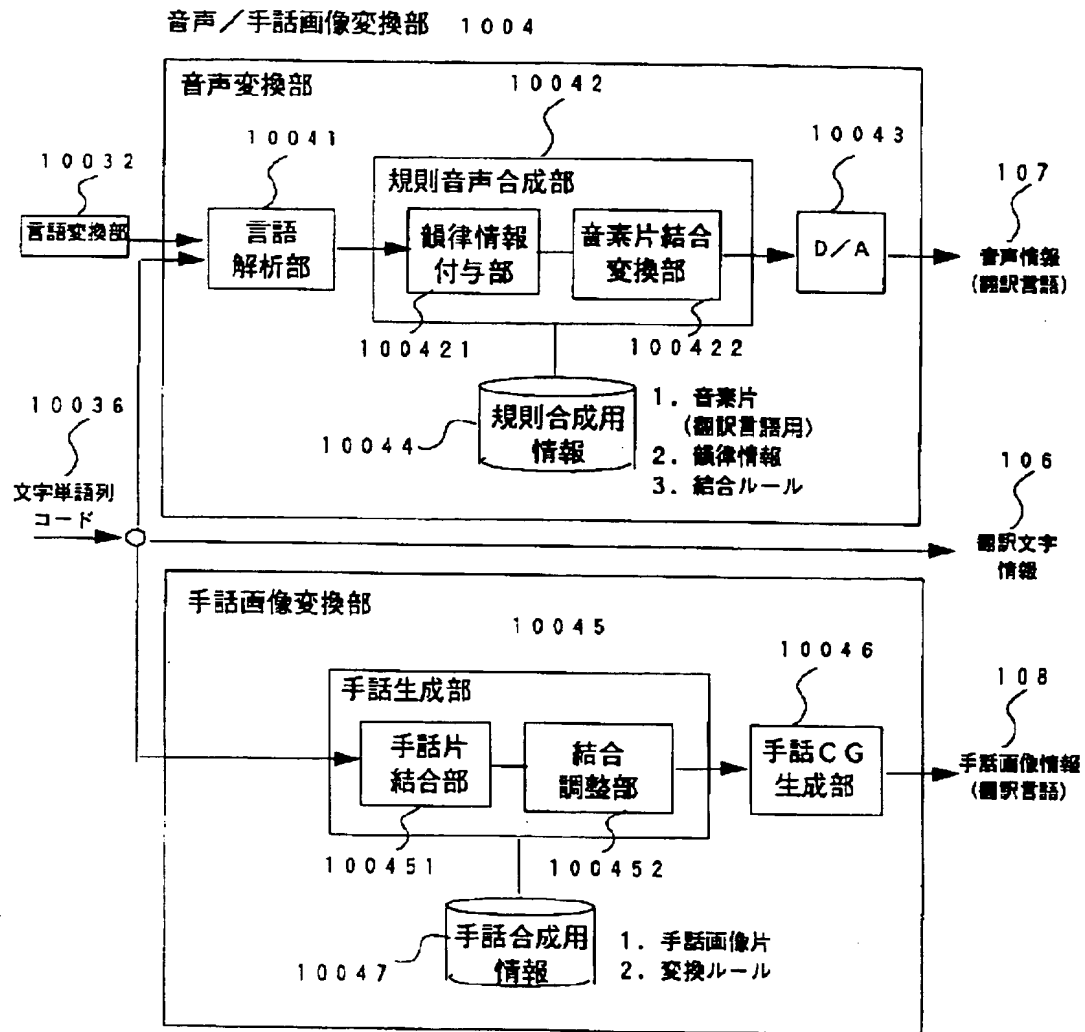 音声／手話画像変換部 1004
音声変換部
10042
10041
10043
10032
107
規則音声合成部
言語変換部
言語
解析部
韻律情報
付与部
音素片結合
変換部
D／A
音声情報
(翻訳言語)
100421
100422
10036
10044
規則合成用
情報
1. 音素片
(翻訳言語用)
2. 韻律情報
3. 結合ルール
106
文字単語列
コード
翻訳文字
情報
手話画像変換部
10045
10046
108
手話生成部
手話片
結合部
結合
調整部
手話CG
生成部
手話画像情報
(翻訳言語)
100451
100452
手話合成用
情報
10047
1. 手話画像片
2. 変換ルール